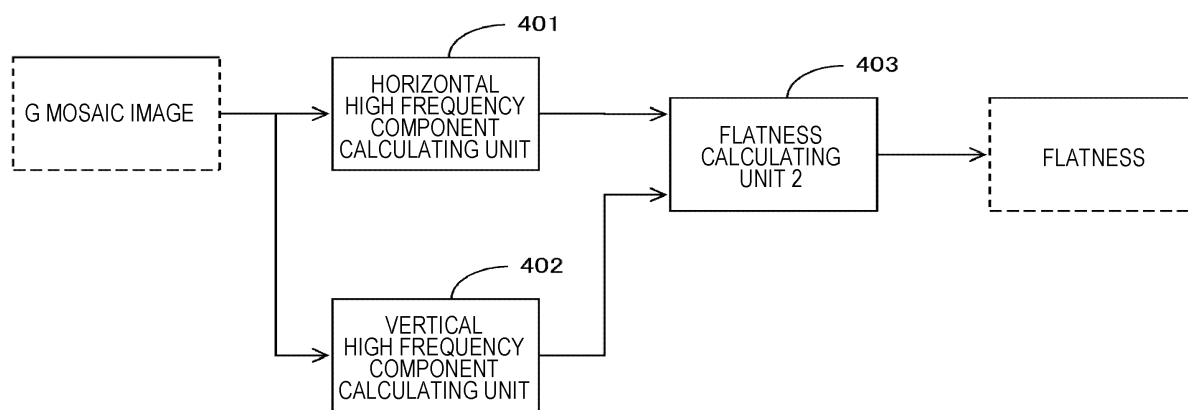 401
G MOSAIC IMAGE
HORIZONTAL
HIGH FREQUENCY
COMPONENT
CALCULATING UNIT
403
FLATNESS
CALCULATING
UNIT 2
FLATNESS
402
VERTICAL
HIGH FREQUENCY
COMPONENT
CALCULATING UNIT